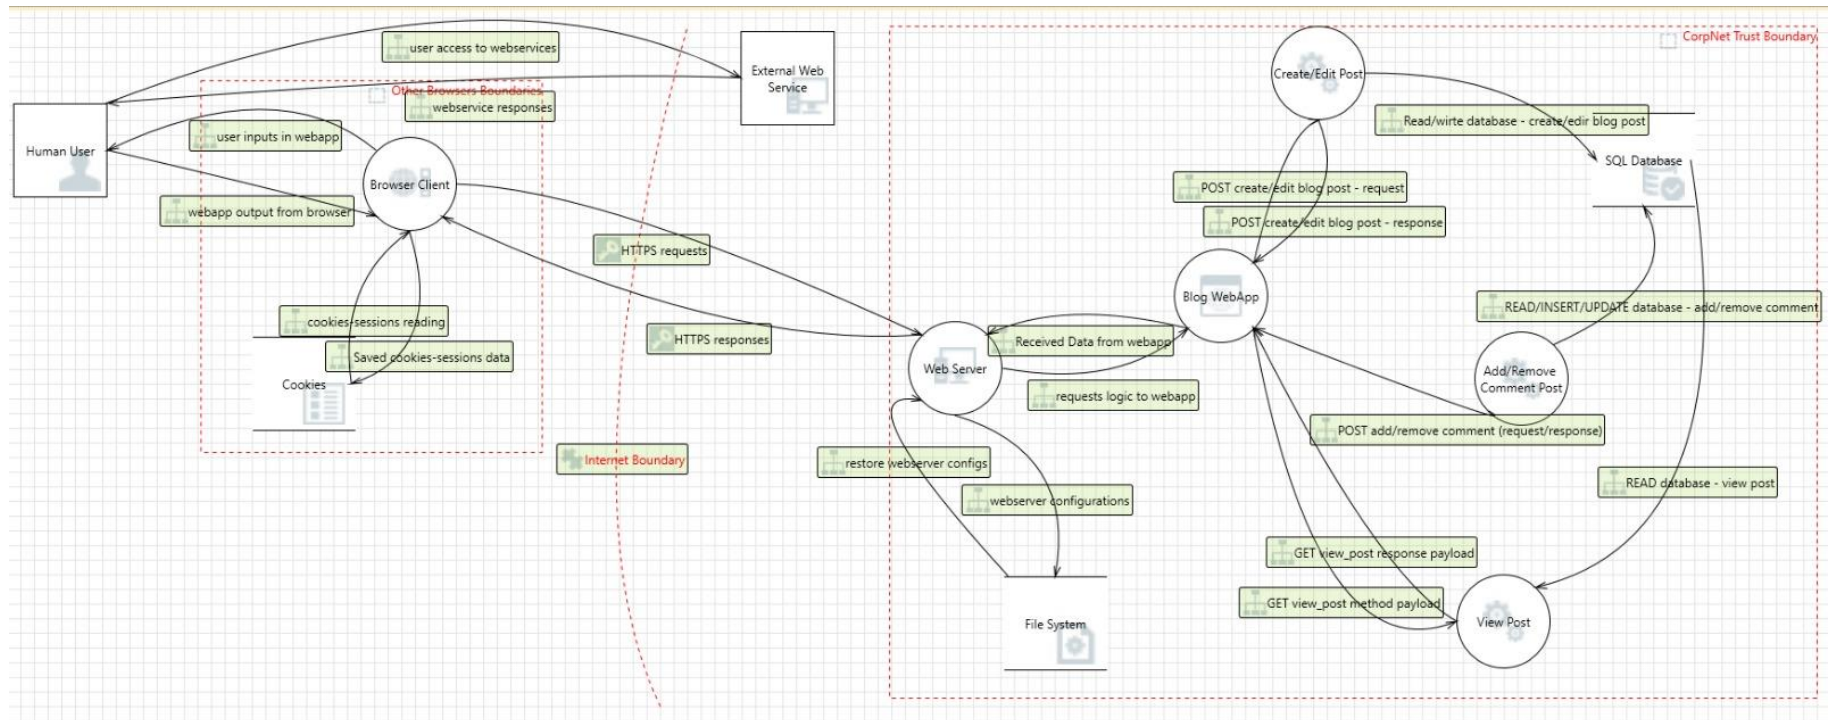 user access to webservices
CorpNet Trust Boundary
External Web
Service
Create/Edit Post
Other Browsers Boundaries
webservice responses
Human User
user inputs in webapp
Browser Client
webapp output from browser
Read/wirte database - create/edir blog post
SQL Database
POST create/edit blog post - request
POST create/edit blog post - response
HTTPS requests
Blog WebApp
cookies-sessions reading
READ/INSERT/UPDATE database - add/remove comment
HTTPS responses
Received Data from webapp
Saved cookies-sessions data
Cookies
Web Server
Add/Remove
Comment Post
requests logic to webapp
POST add/remove comment (request/response)
Internet Boundary
restore webserver configs
READ database - view post
webserver configurations
GET view_post response payload
GET view_post method payload
File System
View Post